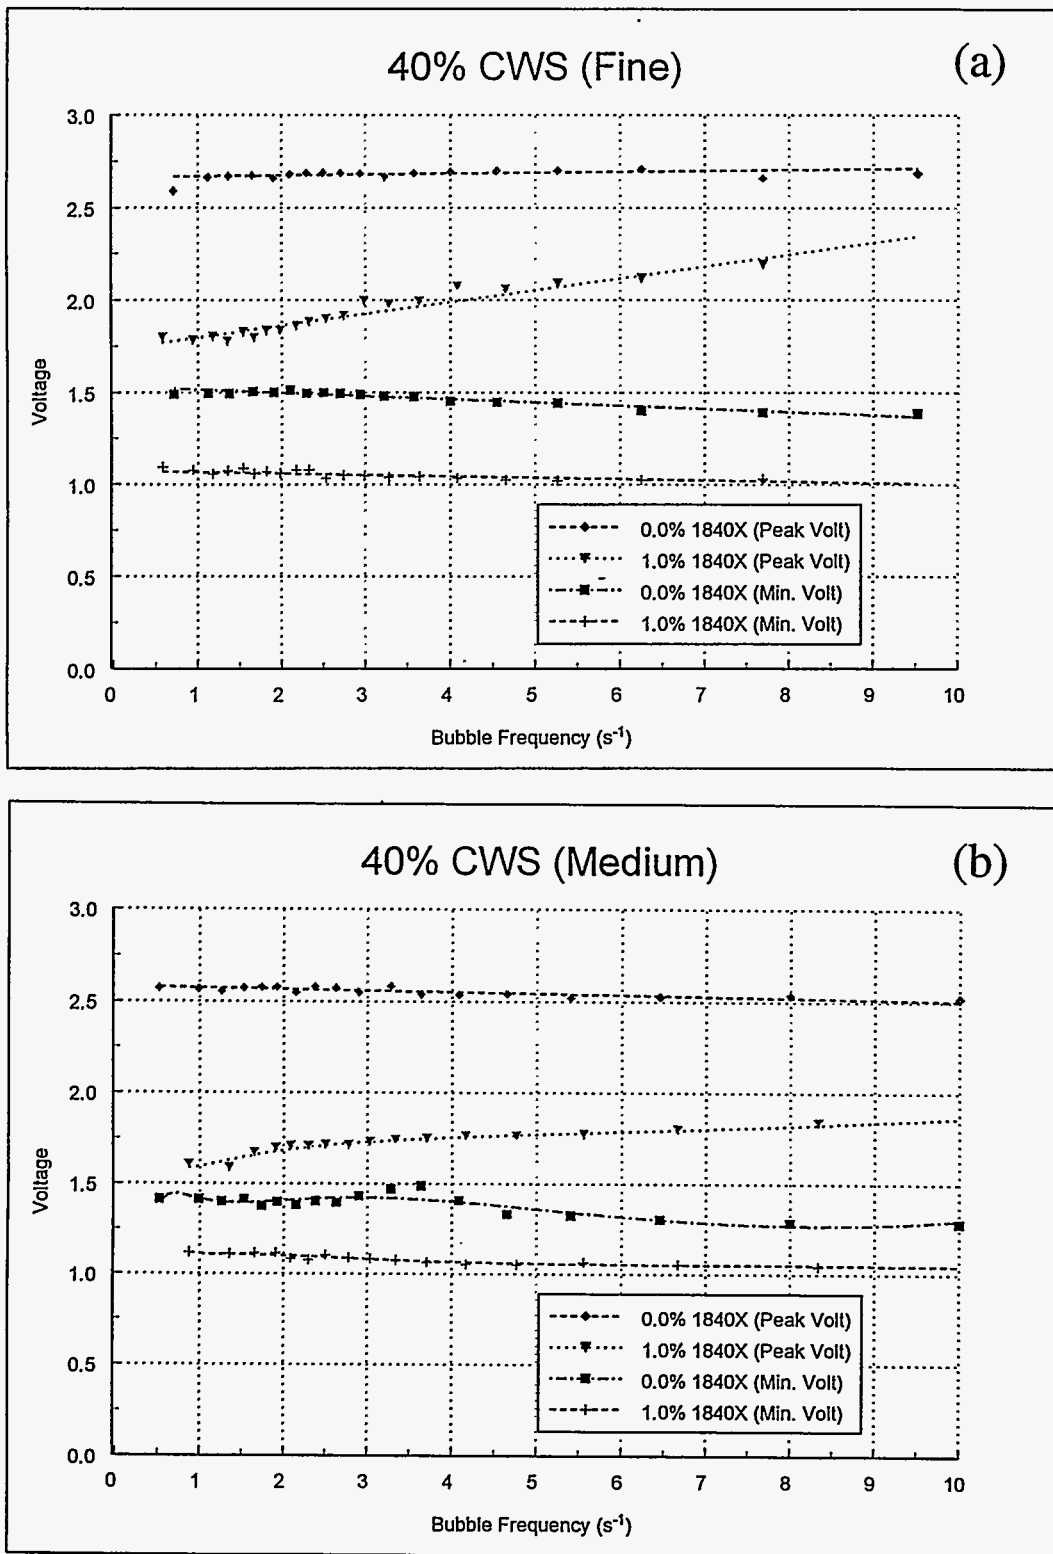 (a)
40% CWS (Fine)
3.0
2.5
2.0
1.5
1.0
0.5
0.0
Voltage
0.0% 1840X (Peak Volt)
1.0% 1840X (Peak Volt)
0.0% 1840X (Min. Volt)
1.0% 1840X (Min. Volt)
0 1 2 3 4 5 6 7 8 9 10
Bubble Frequency (s⁻¹)
(b)
40% CWS (Medium)
3.0
2.5
2.0
1.5
1.0
0.5
0.0
Voltage
0.0% 1840X (Peak Volt)
1.0% 1840X (Peak Volt)
0.0% 1840X (Min. Volt)
1.0% 1840X (Min. Volt)
0 1 2 3 4 5 6 7 8 9 10
Bubble Frequency (s⁻¹)